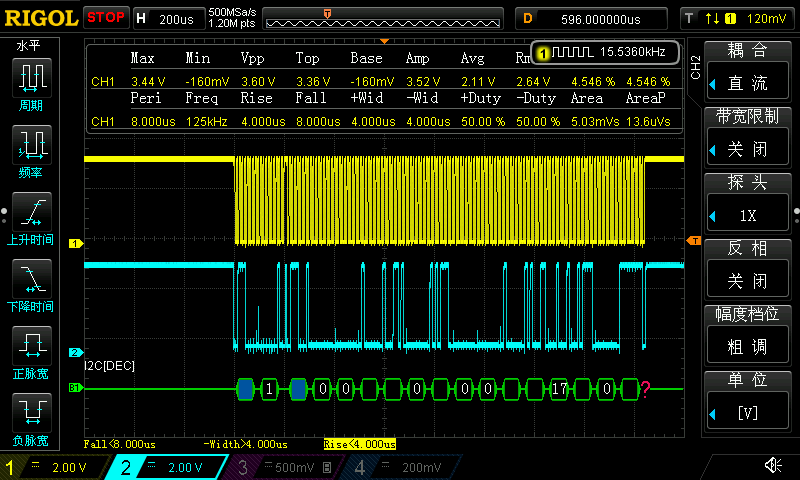 RIGOL STOP H 200us 500MSa/s 1.20M pts T D 596.000000us T 1 120mV
水平
周期
频率
上升时间
下降时间
正脉宽
负脉宽
Max Min Vpp Top Base Amp Avg 1 15.5360kHz
CH1 3.44 V -160mV 3.60 V 3.36 V -160mV 3.52 V 2.11 V 2.64 V 4.546 % 4.546 %
Peri Freq Rise Fall +Wid -Wid +Duty -Duty Area AreaP
CH1 8.000us 125kHz 4.000us 8.000us 4.000us 4.000us 50.00 % 50.00 % 5.03mVs 13.6uVs
1
T
2
I2C[DEC]
B1 1 0 0 0 0 0 17 0 ?
Fall<8.000us -Width>4.000us Rise<4.000us
CH2
耦 合
直 流
带宽限制
关 闭
探 头
1X
反 相
关 闭
幅度档位
粗 调
单 位
[V]
1 2.00 V 2 2.00 V 3 500mV B 4 200mV